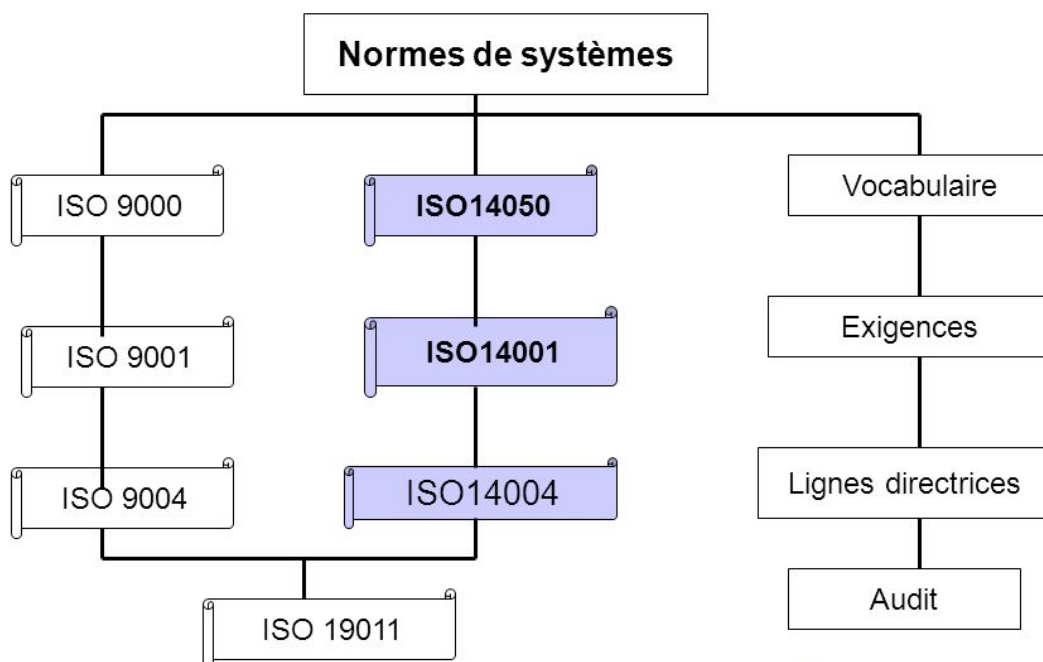 Normes de systèmes
ISO 9000
ISO14050
Vocabulaire
ISO 9001
ISO14001
Exigences
ISO 9004
ISO14004
Lignes directrices
ISO 19011
Audit